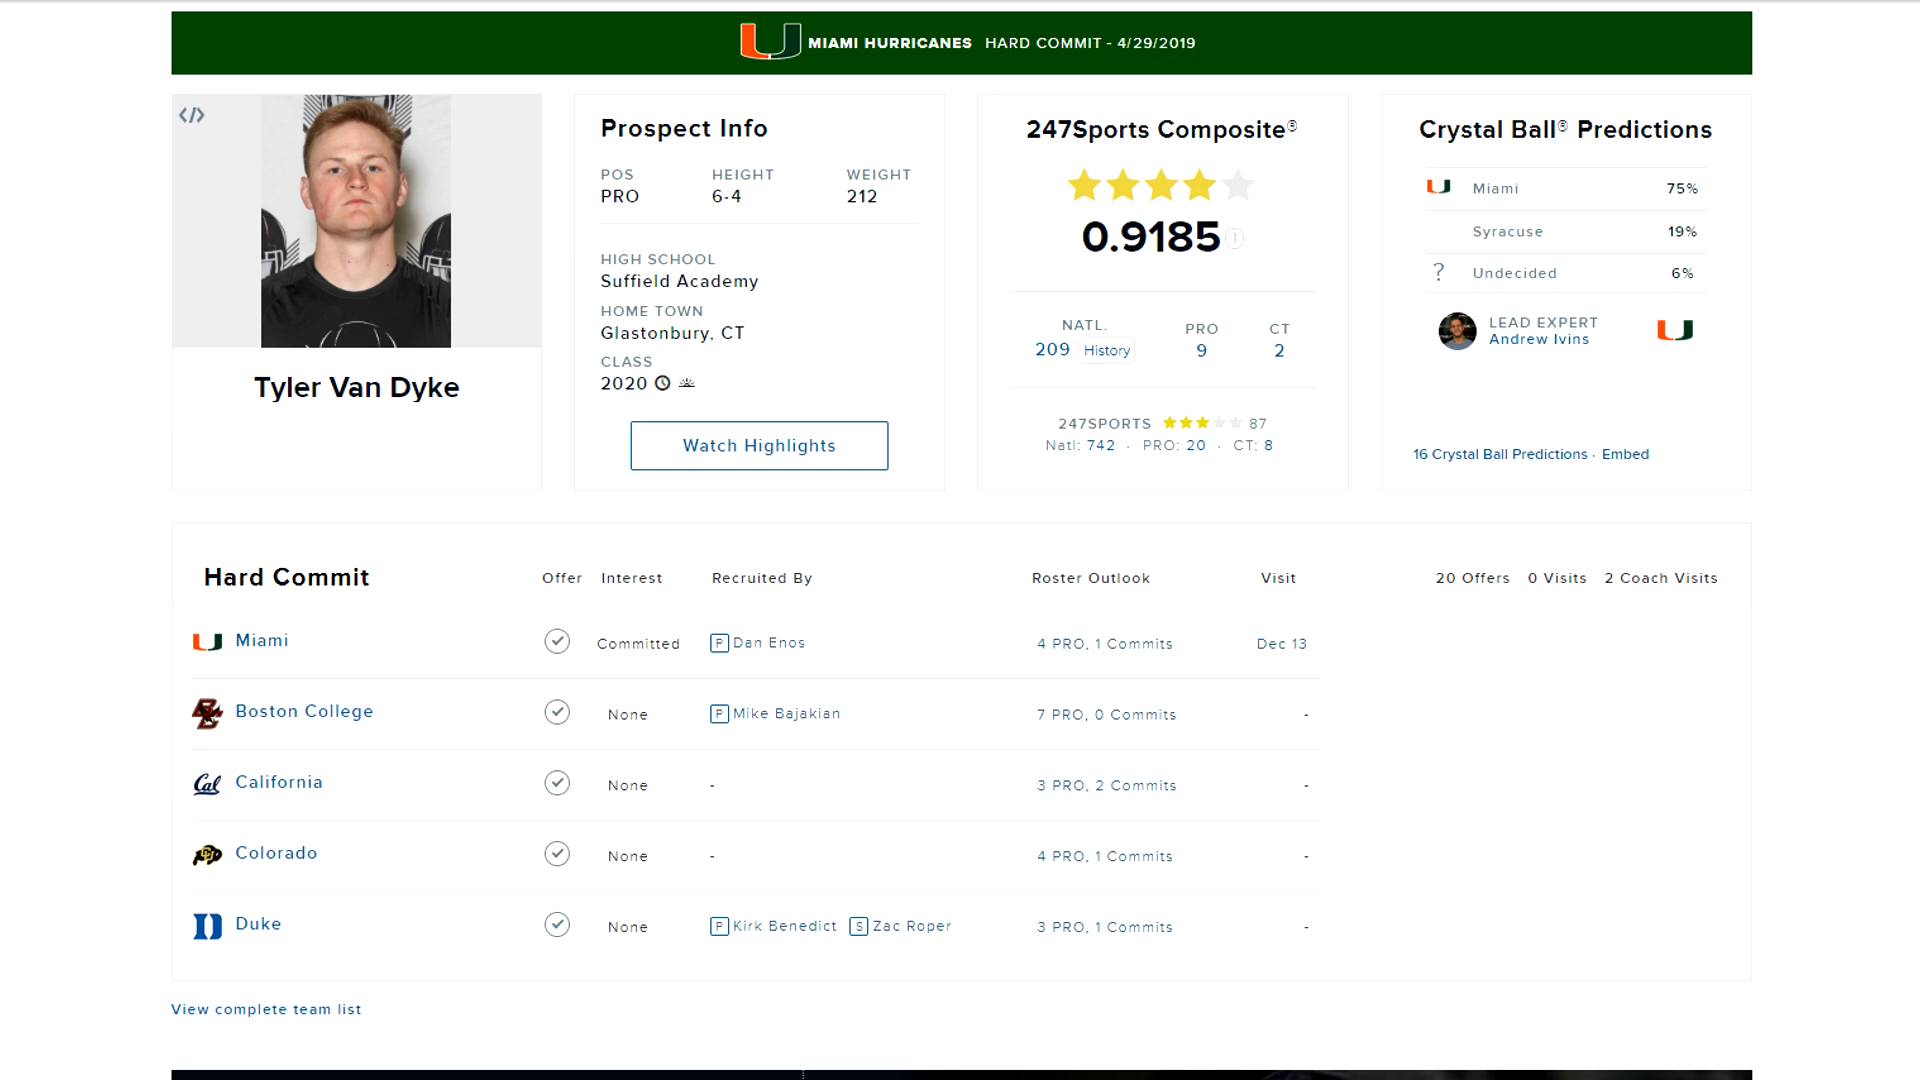 MIAMI HURRICANES HARD COMMIT - 4/29/2019
</>
Tyler Van Dyke
Prospect Info
POS HEIGHT WEIGHT
PRO 6-4 212
HIGH SCHOOL
Suffield Academy
HOME TOWN
Glastonbury, CT
CLASS
2020
Watch Highlights
247Sports Composite®
0.9185
NATL. PRO CT
209 History 9 2
247SPORTS 87
Natl: 742 · PRO: 20 · CT: 8
Crystal Ball® Predictions
Miami 75%
Syracuse 19%
? Undecided 6%
LEAD EXPERT
Andrew Ivins
16 Crystal Ball Predictions · Embed
Hard Commit Offer Interest Recruited By Roster Outlook Visit 20 Offers 0 Visits 2 Coach Visits
Miami Committed P Dan Enos 4 PRO, 1 Commits Dec 13
BC Boston College None P Mike Bajakian 7 PRO, 0 Commits -
Cal California None - 3 PRO, 2 Commits -
CU Colorado None - 4 PRO, 1 Commits -
D Duke None P Kirk Benedict S Zac Roper 3 PRO, 1 Commits -
View complete team list